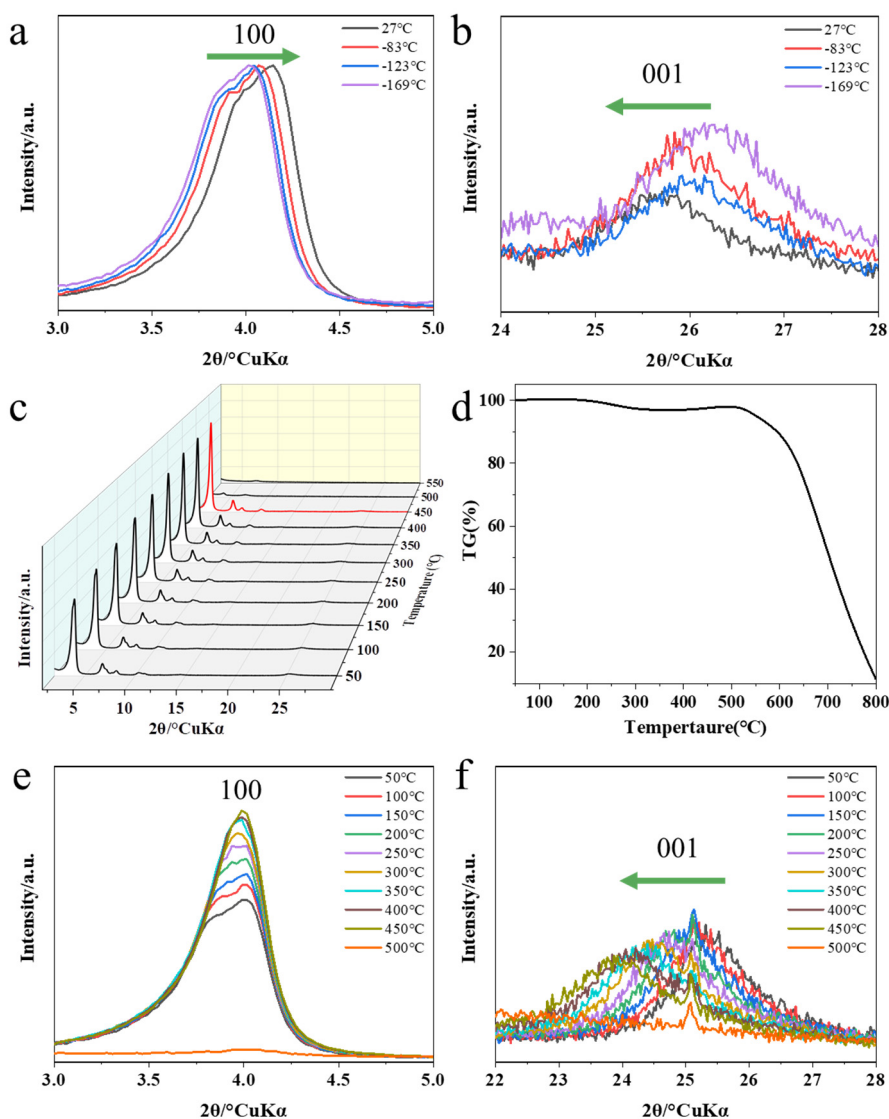 a
100
27℃
-83℃
-123℃
-169℃
Intensity/a.u.
3.0 3.5 4.0 4.5 5.0
2θ/°CuKα
b
001
27℃
-83℃
-123℃
-169℃
Intensity/a.u.
24 25 26 27 28
2θ/°CuKα
c
Intensity/a.u.
550
500
450
400
350
300
250
200
150
100
50
Temperature (℃)
5 10 15 20 25
2θ/°CuKα
d
TG(%)
100
80
60
40
20
100 200 300 400 500 600 700 800
Tempertaure(℃)
e
100
50℃
100℃
150℃
200℃
250℃
300℃
350℃
400℃
450℃
500℃
Intensity/a.u.
3.0 3.5 4.0 4.5 5.0
2θ/°CuKα
f
001
50℃
100℃
150℃
200℃
250℃
300℃
350℃
400℃
450℃
500℃
Intensity/a.u.
22 23 24 25 26 27 28
2θ/°CuKα